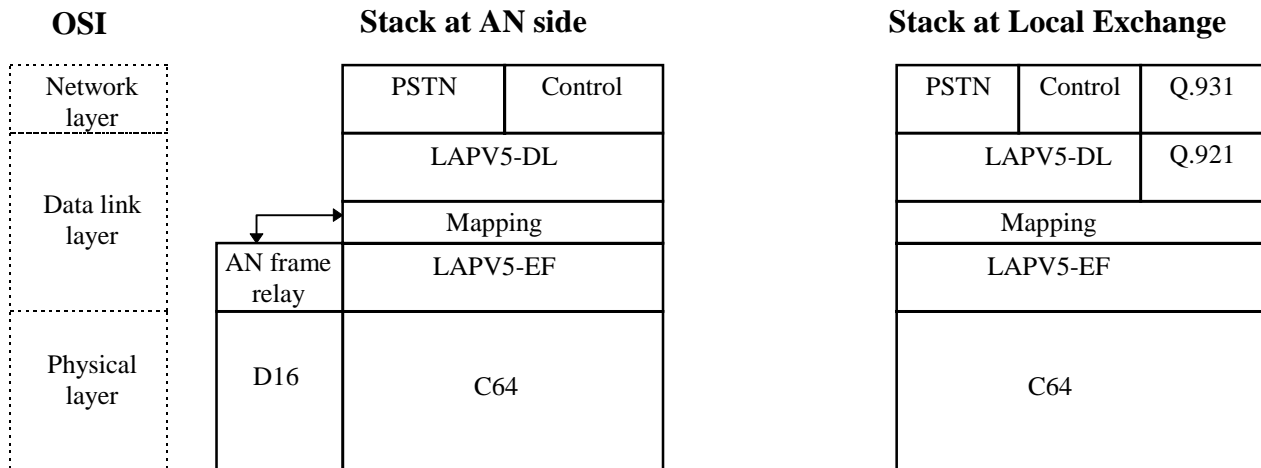 OSI
Stack at AN side
Stack at Local Exchange
Network
layer
PSTN
Control
PSTN
Control
Q.931
Data link
layer
LAPV5-DL
LAPV5-DL
Q.921
Mapping
Mapping
AN frame
relay
LAPV5-EF
LAPV5-EF
Physical
layer
D16
C64
C64